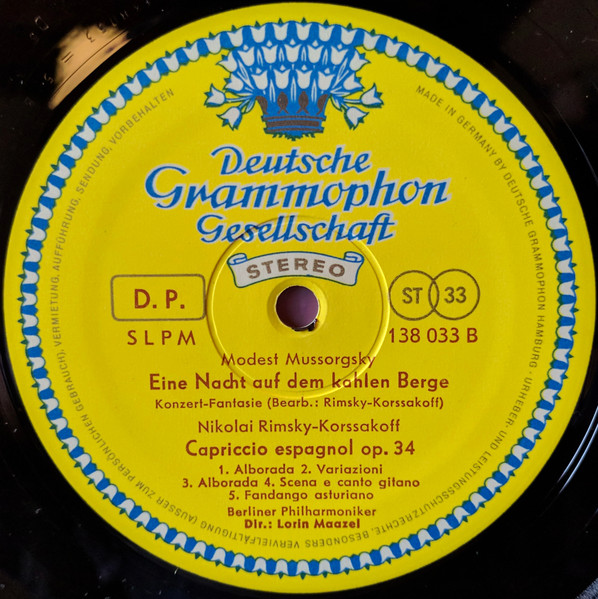 Deutsche
Grammophon
Gesellschaft
STEREO
D. P.
ST 33
SLPM
138 033 B
Modest Mussorgsky
Eine Nacht auf dem kahlen Berge
Konzert-Fantasie (Bearb.: Rimsky-Korssakoff)
Nikolai Rimsky-Korssakoff
Capriccio espagnol op. 34
1. Alborada 2. Variazioni
3. Alborada 4. Scena e canto gitano
5. Fandango asturiano
Berliner Philharmoniker
Dir.: Lorin Maazel
MADE IN GERMANY BY DEUTSCHE GRAMMOPHON HAMBURG · URHEBER- UND LEISTUNGSSCHUTZRECHTE, BESONDERS VERVIELFÄLTIGUNG (AUSSER ZUM PERSÖNLICHEN GEBRAUCH), VERMIETUNG, AUFFÜHRUNG, SENDUNG, VORBEHALTEN